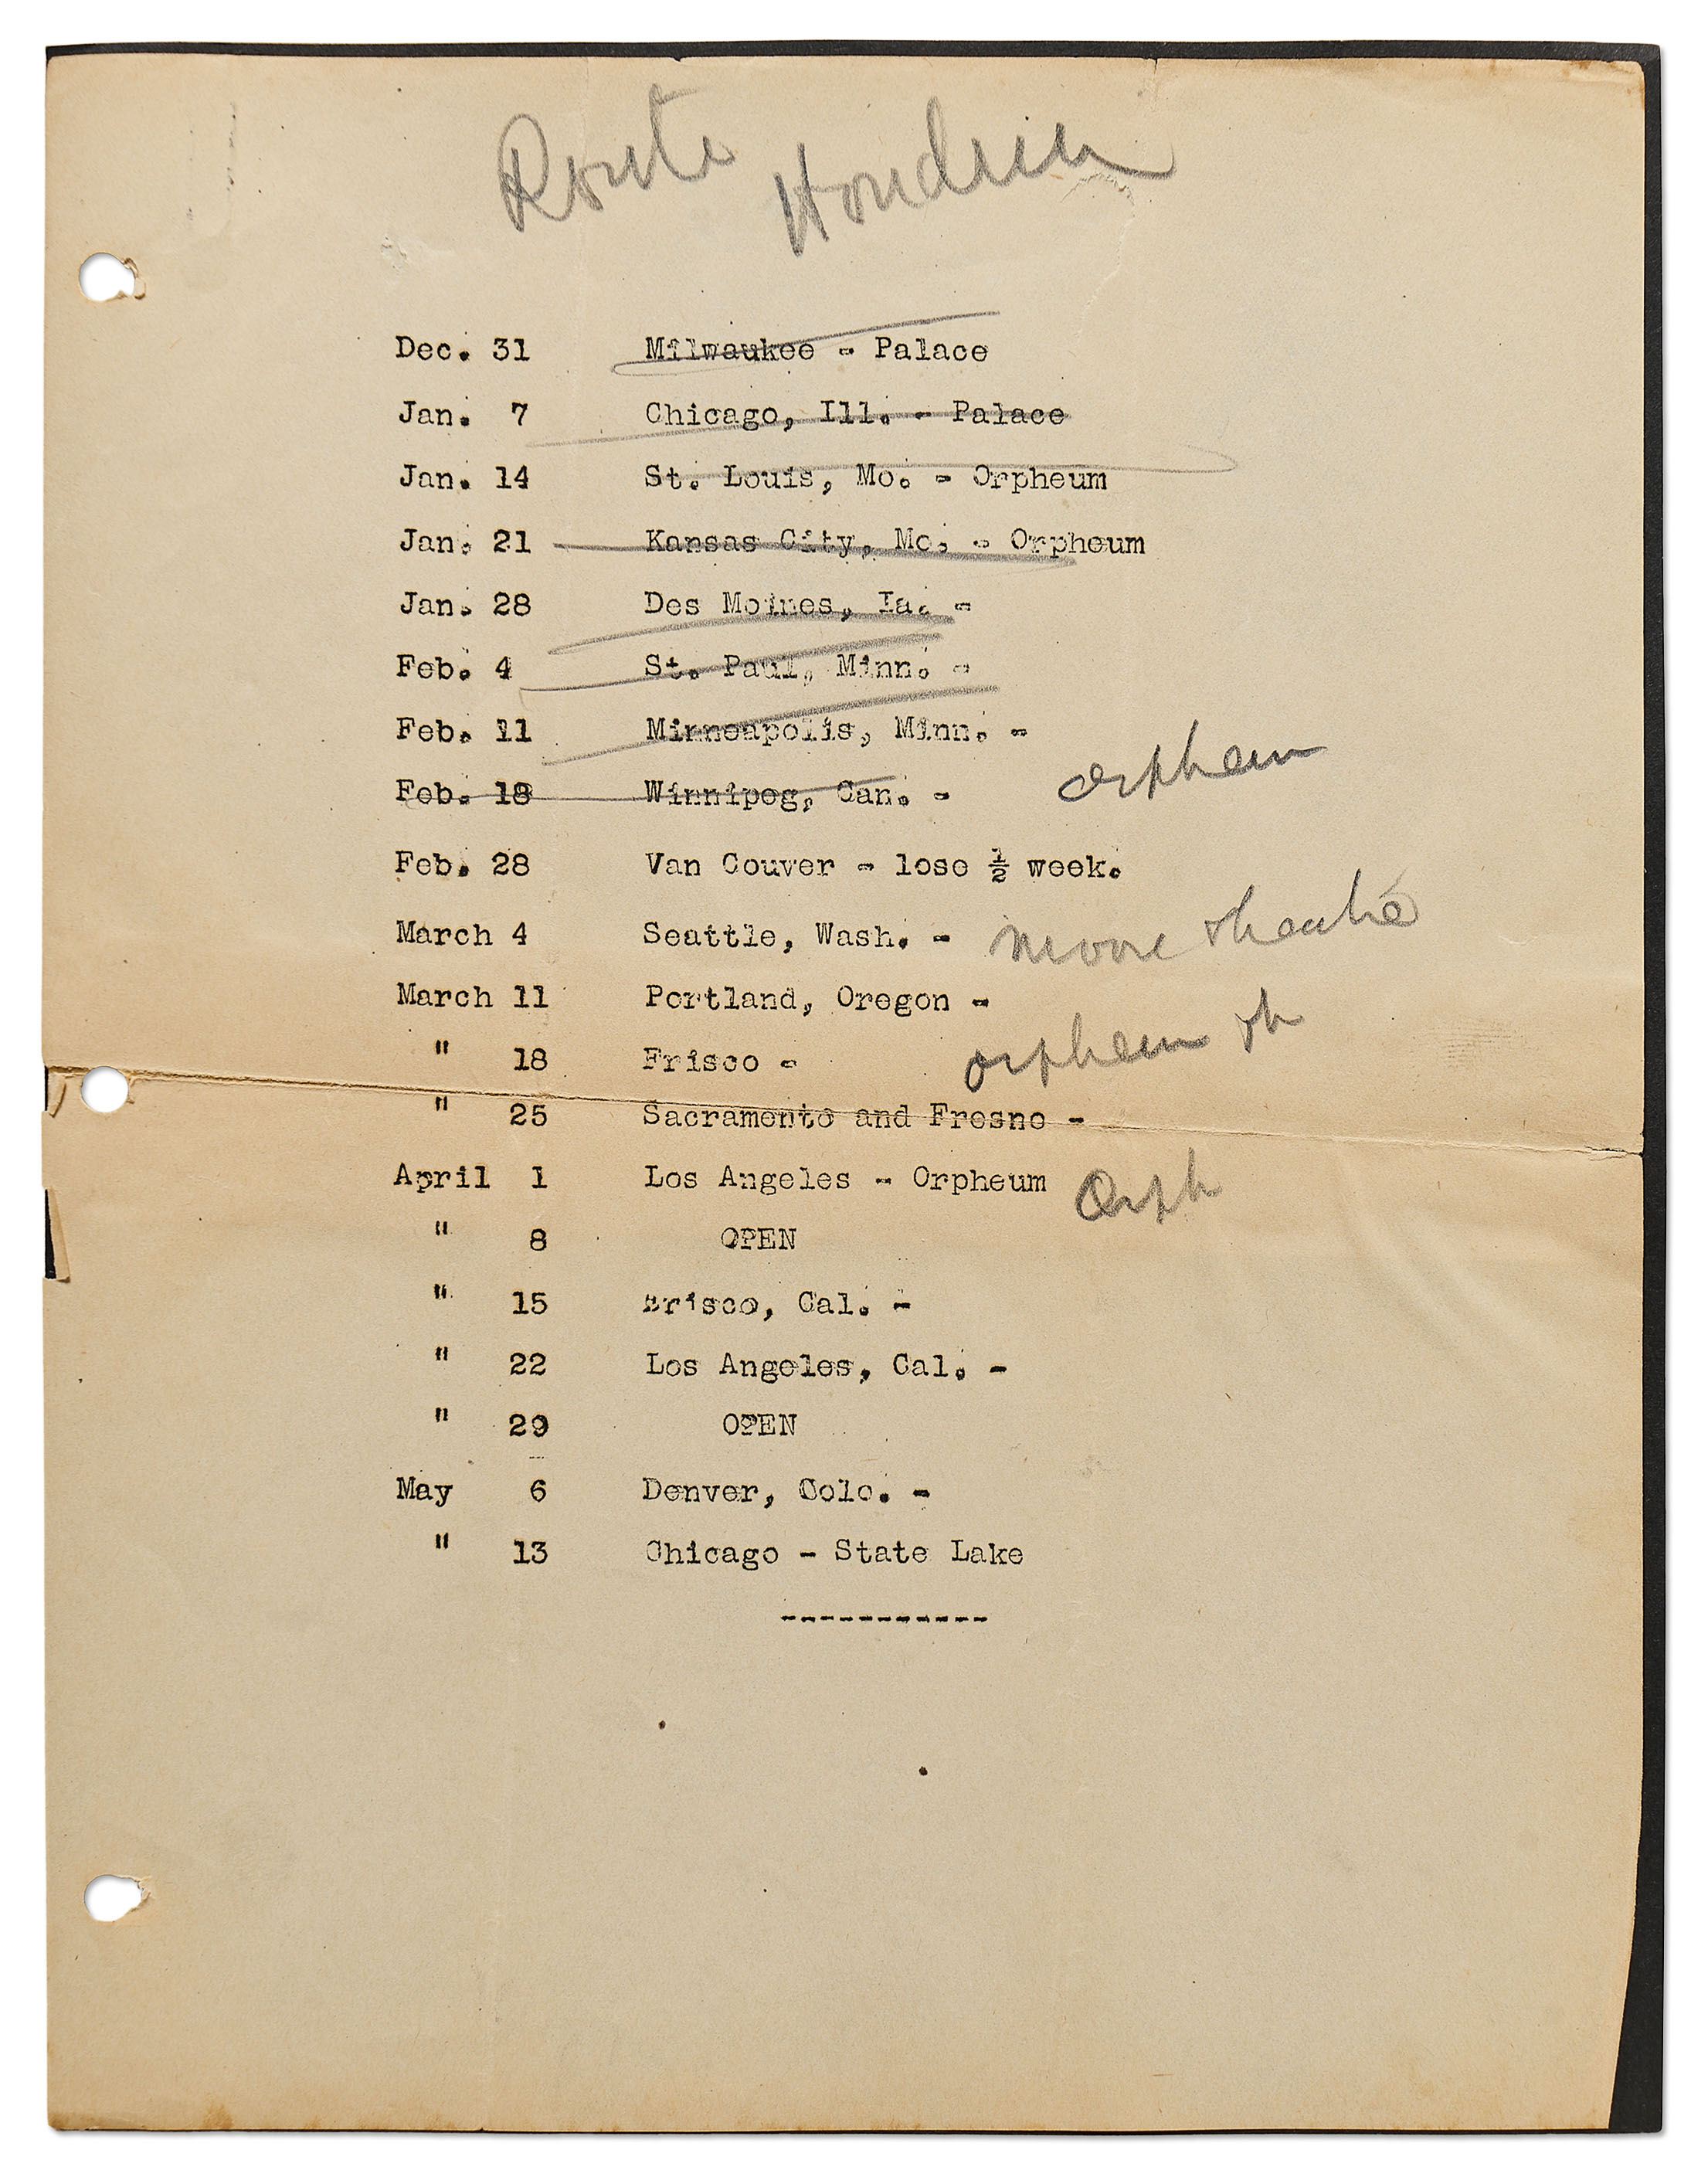 Route Houdini
Dec. 31 Milwaukee - Palace
Jan. 7 Chicago, Ill. - Palace
Jan. 14 St. Louis, Mo. - Orpheum
Jan. 21 Kansas City, Mo. - Orpheum
Jan. 28 Des Moines, Ia. -
Feb. 4 St. Paul, Minn. -
Feb. 11 Minneapolis, Minn. -
Feb. 18 Winnipeg, Can. - Orpheum
Feb. 28 Van Couver - lose ½ week.
March 4 Seattle, Wash. - Moore theatre
March 11 Portland, Oregon -
" 18 Frisco - orpheum th
" 25 Sacramento and Fresno -
April 1 Los Angeles - Orpheum Orph
" 8 OPEN
" 15 Frisco, Cal. -
" 22 Los Angeles, Cal. -
" 29 OPEN
May 6 Denver, Colo. -
" 13 Chicago - State Lake
-----------